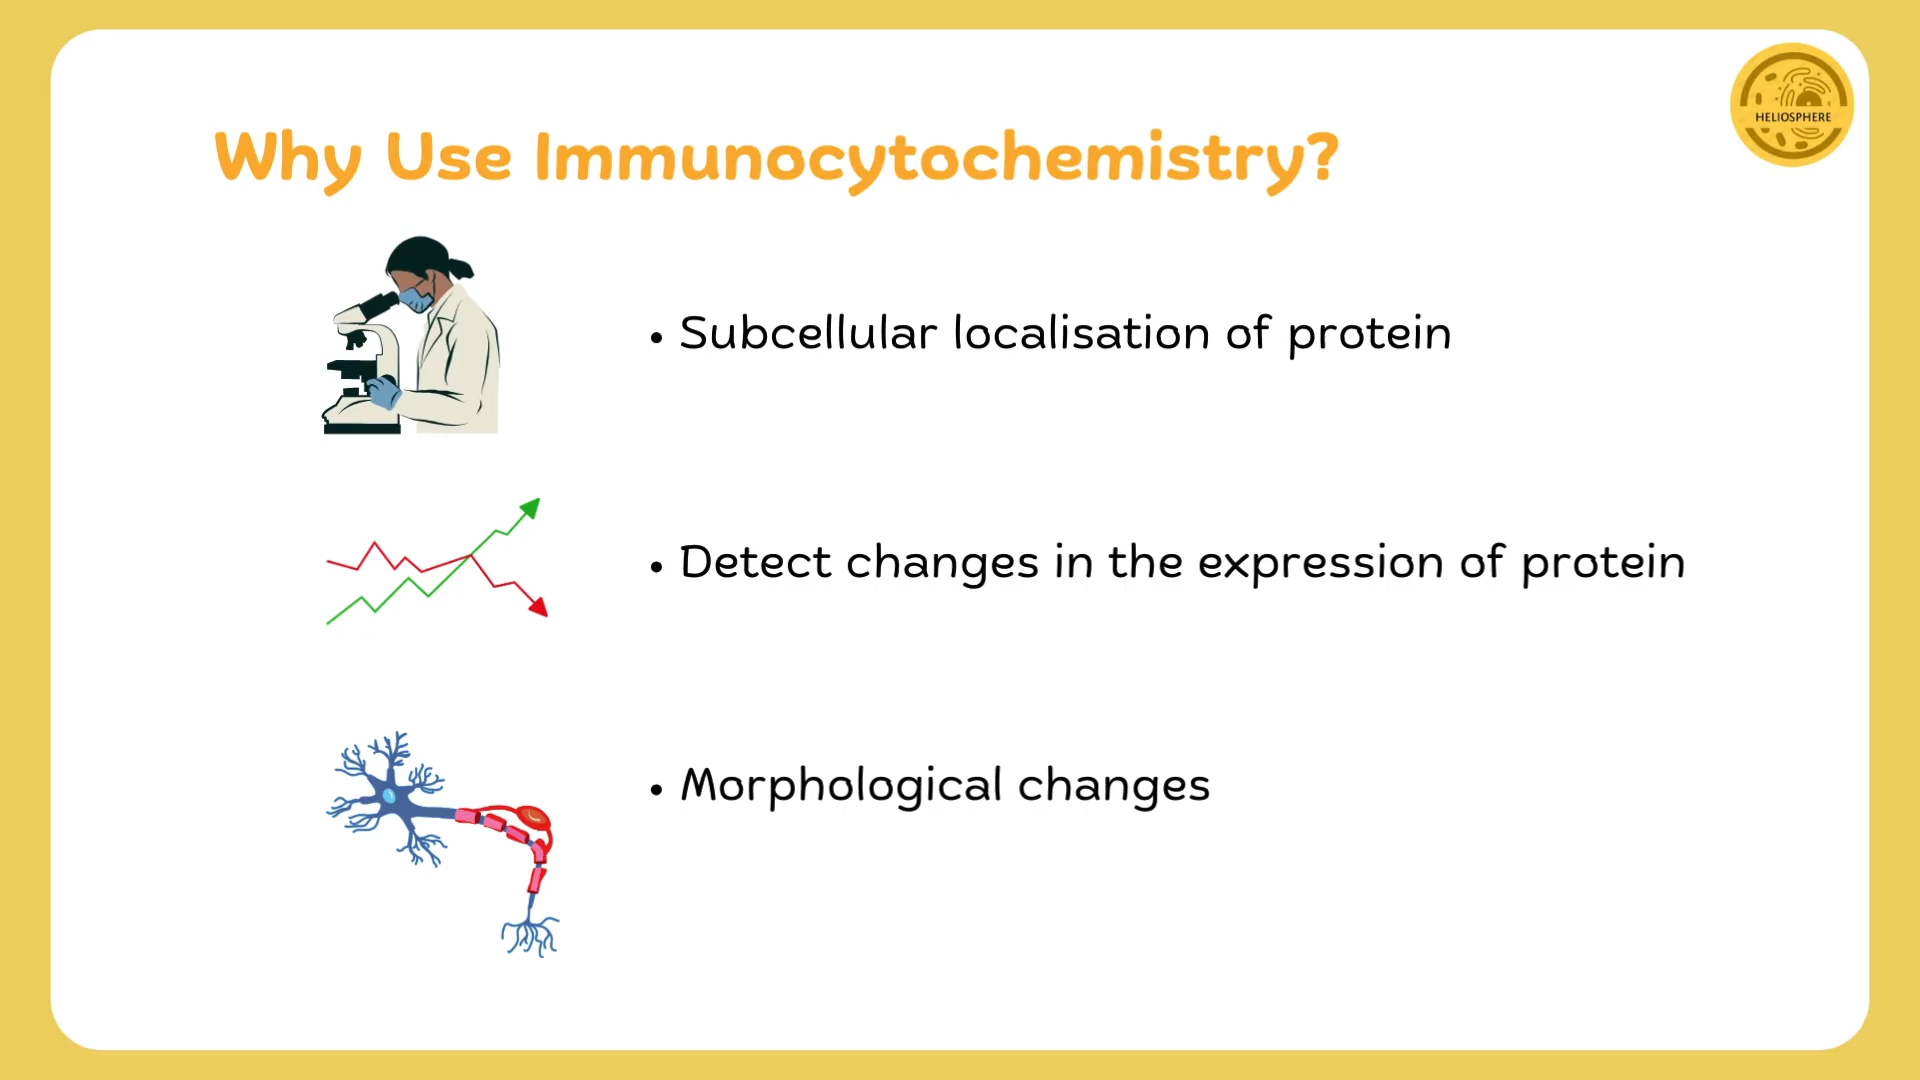 HELIOSPHERE
Why Use Immunocytochemistry?
• Subcellular localisation of protein
• Detect changes in the expression of protein
• Morphological changes